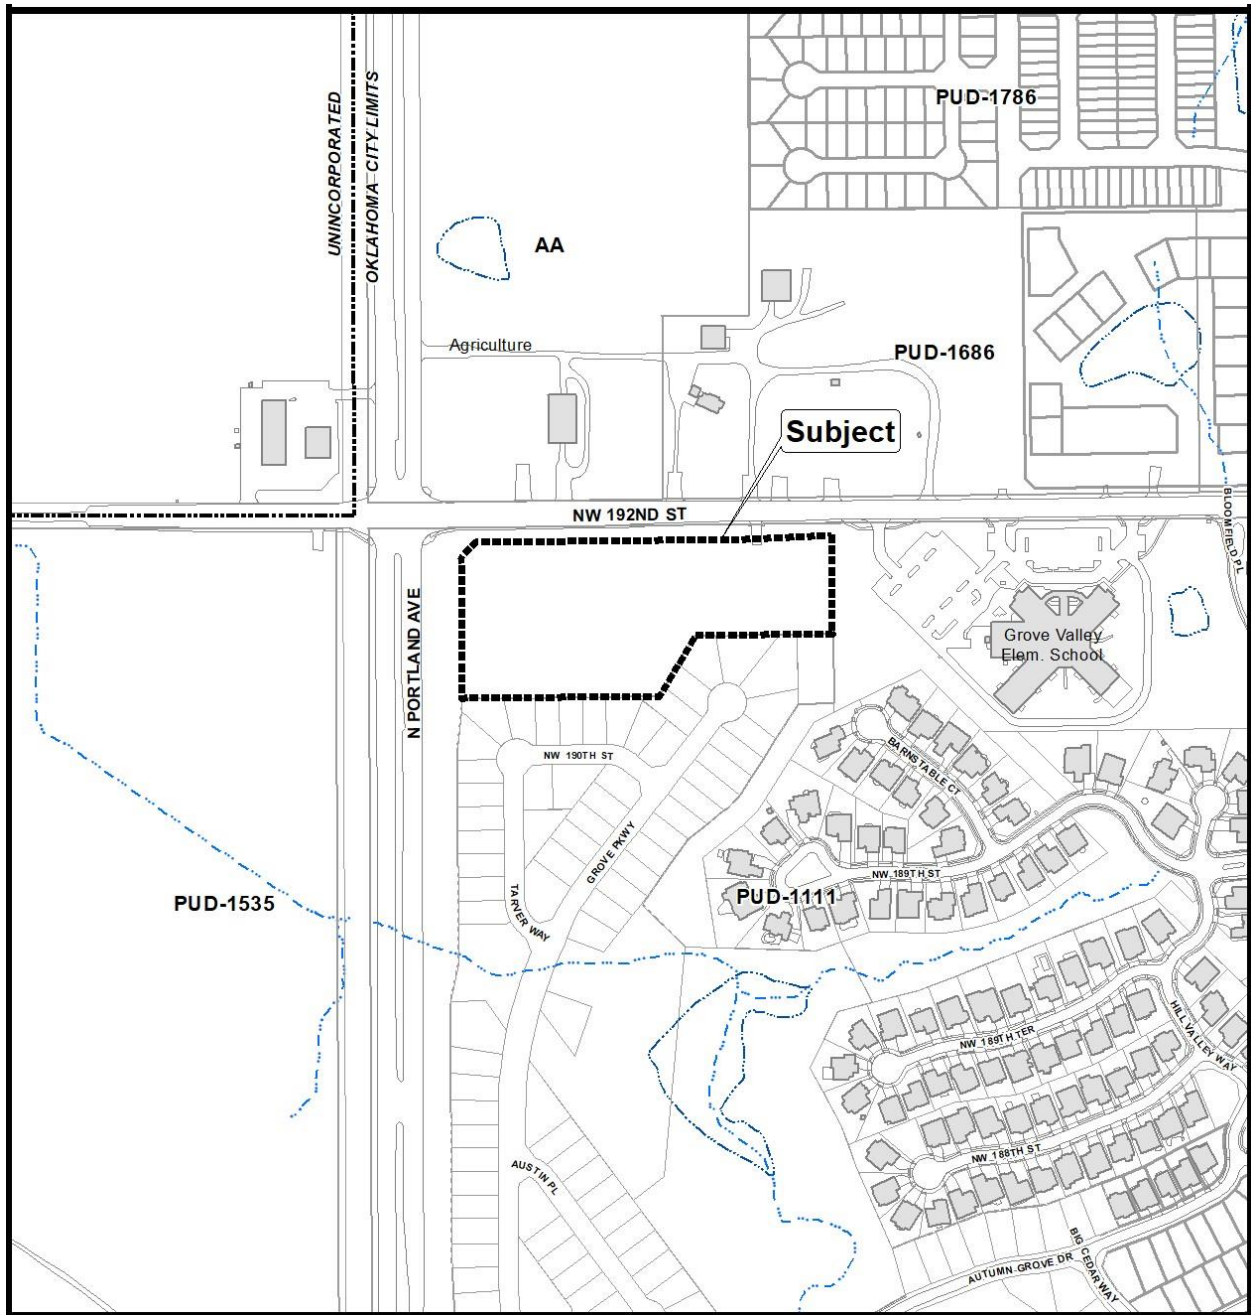 PUD-1786
UNINCORPORATED
OKLAHOMA CITY LIMITS
AA
Agriculture
PUD-1686
Subject
NW 192ND ST
BLOOMFIELD PL
N PORTLAND AVE
Grove Valley
Elem. School
NW 190TH ST
BARNSTABLE CT
GROVE PKWY
NW 189TH ST
PUD-1535
PUD-1111
TARVER WAY
HILL VALLEY WAY
NW 189TH TER
NW 188TH ST
AUSTIN PL
BIG CEDAR WAY
AUTUMN GROVE DR